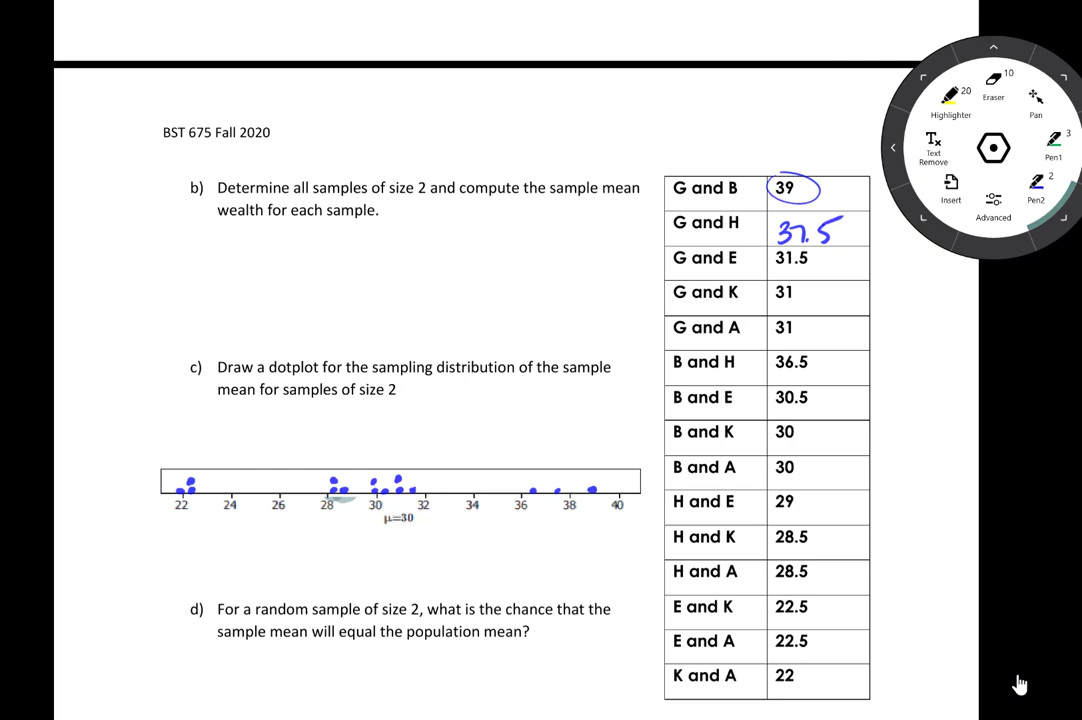 BST 675 Fall 2020
b) Determine all samples of size 2 and compute the sample mean
wealth for each sample.
c) Draw a dotplot for the sampling distribution of the sample
mean for samples of size 2
22 24 26 28 30 32 34 36 38 40
μ=30
d) For a random sample of size 2, what is the chance that the
sample mean will equal the population mean?
G and B 39
G and H 37.5
G and E 31.5
G and K 31
G and A 31
B and H 36.5
B and E 30.5
B and K 30
B and A 30
H and E 29
H and K 28.5
H and A 28.5
E and K 22.5
E and A 22.5
K and A 22
10
Eraser
20
Highlighter
Pan
Tx
Text
Remove
3
Pen1
Insert
2
Pen2
Advanced